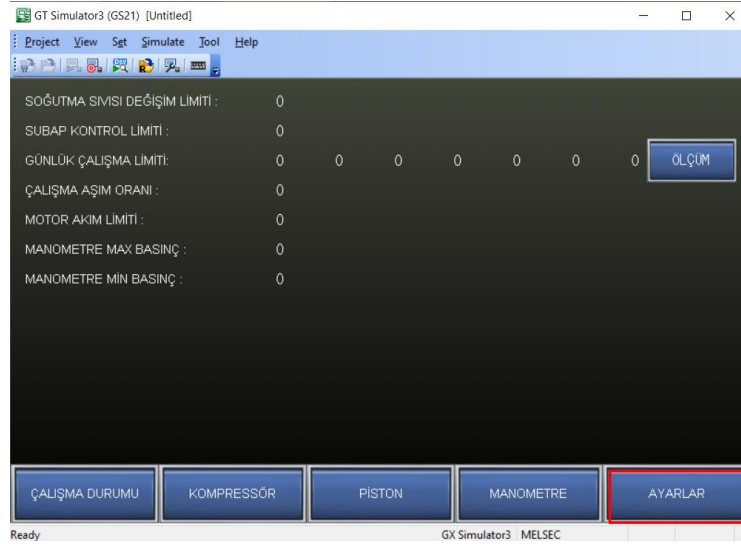 GT Simulator3 (GS21) [Untitled]
Project View Set Simulate Tool Help
SOĞUTMA SIVISI DEĞİŞİM LİMİTİ : 0
SUBAP KONTROL LİMİTİ : 0
GÜNLÜK ÇALIŞMA LİMİTİ: 0 0 0 0 0 0 0 ÖLÇÜM
ÇALIŞMA AŞIM ORANI : 0
MOTOR AKIM LİMİTİ : 0
MANOMETRE MAX BASINÇ : 0
MANOMETRE MİN BASINÇ : 0
ÇALIŞMA DURUMU KOMPRESSÖR PİSTON MANOMETRE AYARLAR
Ready GX Simulator3 MELSEC